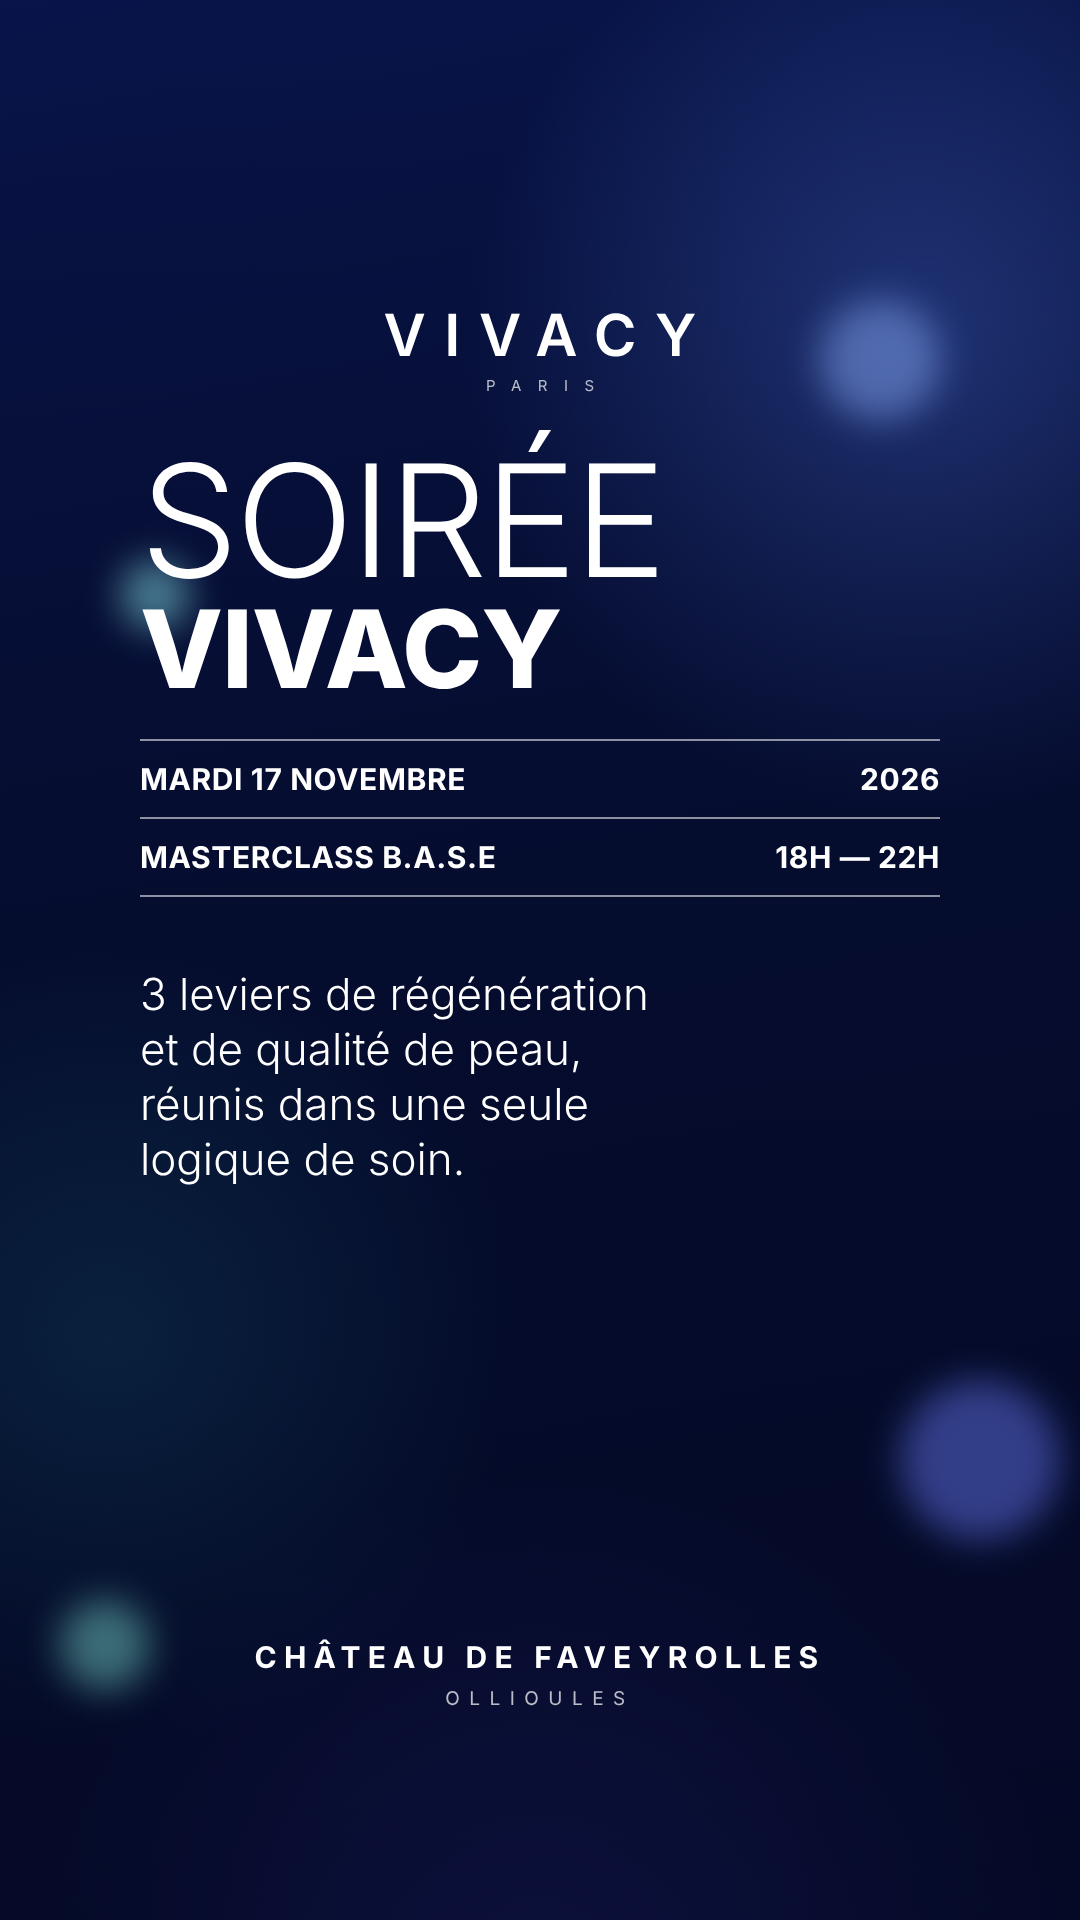 VIVACY
PARIS
SOIRÉE
VIVACY
MARDI 17 NOVEMBRE 2026
MASTERCLASS B.A.S.E 18H — 22H
3 leviers de régénération
et de qualité de peau,
réunis dans une seule
logique de soin.
CHÂTEAU DE FAVEYROLLES
OLLIOULES